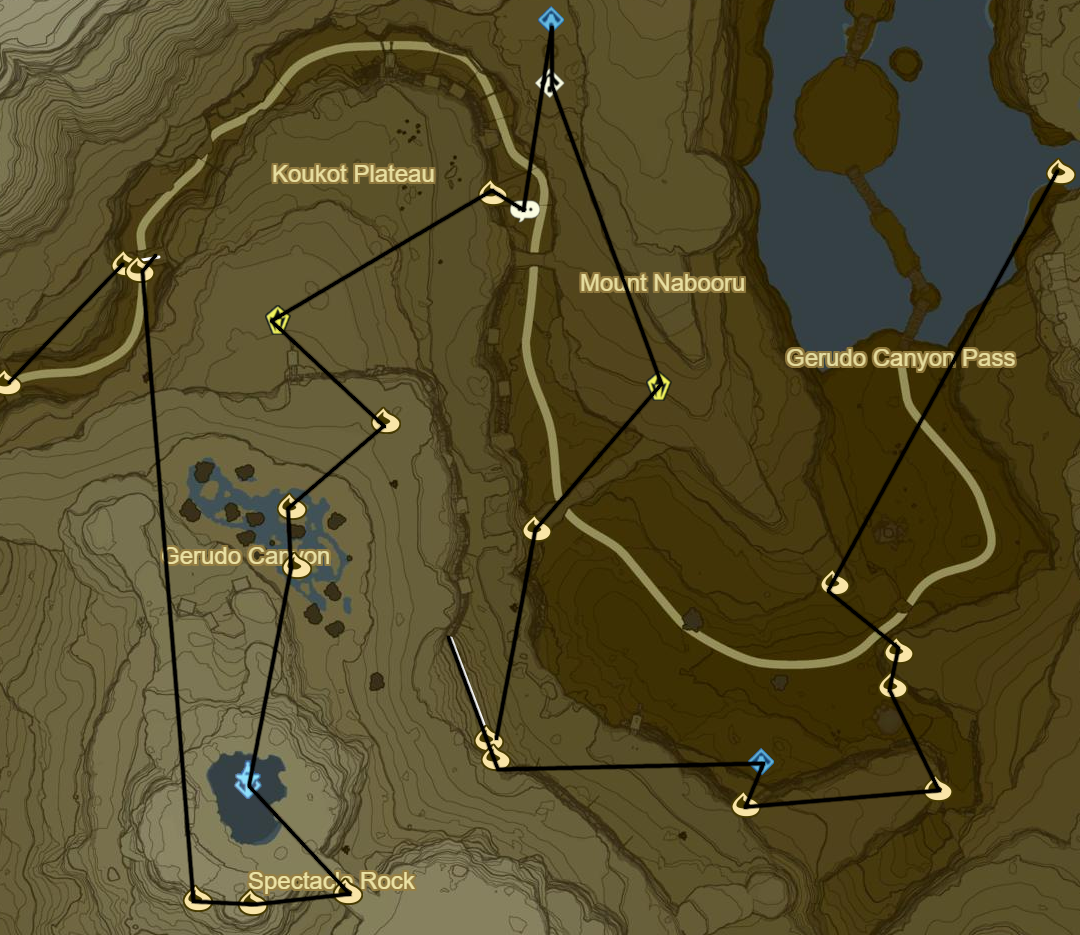 Koukot Plateau
Mount Nabooru
Gerudo Canyon Pass
Gerudo Canyon
Spectacle Rock